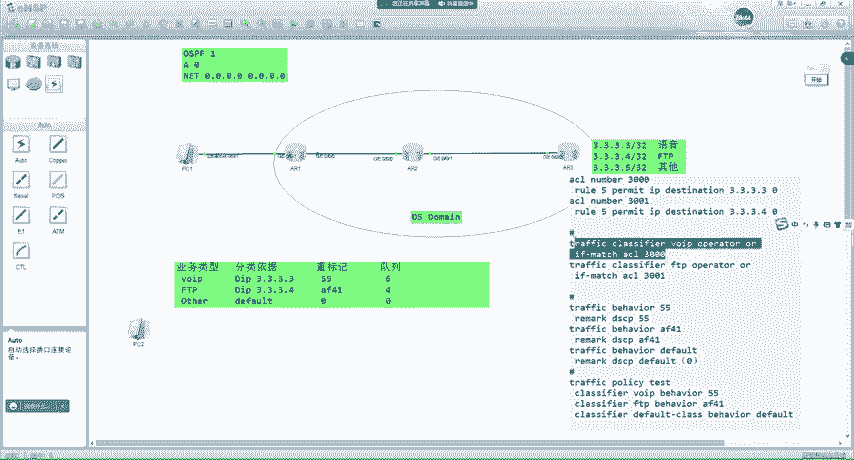 eNSP
OSPF 1
A 0
NET 0.0.0.0 0.0.0.0
Auto
Auto
Copper
Serial
POS
E1
ATM
CTL
Auto
自动选择接口连接设备。
PC1
AR1
AR2
PC2
DS Domain
3.3.3.3/32 语音
3.3.3.4/32 FTP
3.3.3.5/32 其他
业务类型 分类依据 重标记 队列
voip Dip 3.3.3.3 55 6
FTP Dip 3.3.3.4 af41 4
Other default 0 0
acl number 3000
rule 5 permit ip destination 3.3.3.3 0
acl number 3001
rule 5 permit ip destination 3.3.3.4 0
#
traffic classifier voip operator or
if-match acl 3000
traffic classifier ftp operator or
if-match acl 3001
#
traffic behavior 55
remark dscp 55
traffic behavior af41
remark dscp af41
traffic behavior default
remark dscp default (0)
#
traffic policy test
classifier voip behavior 55
classifier ftp behavior af41
classifier default-class behavior default
开始
中